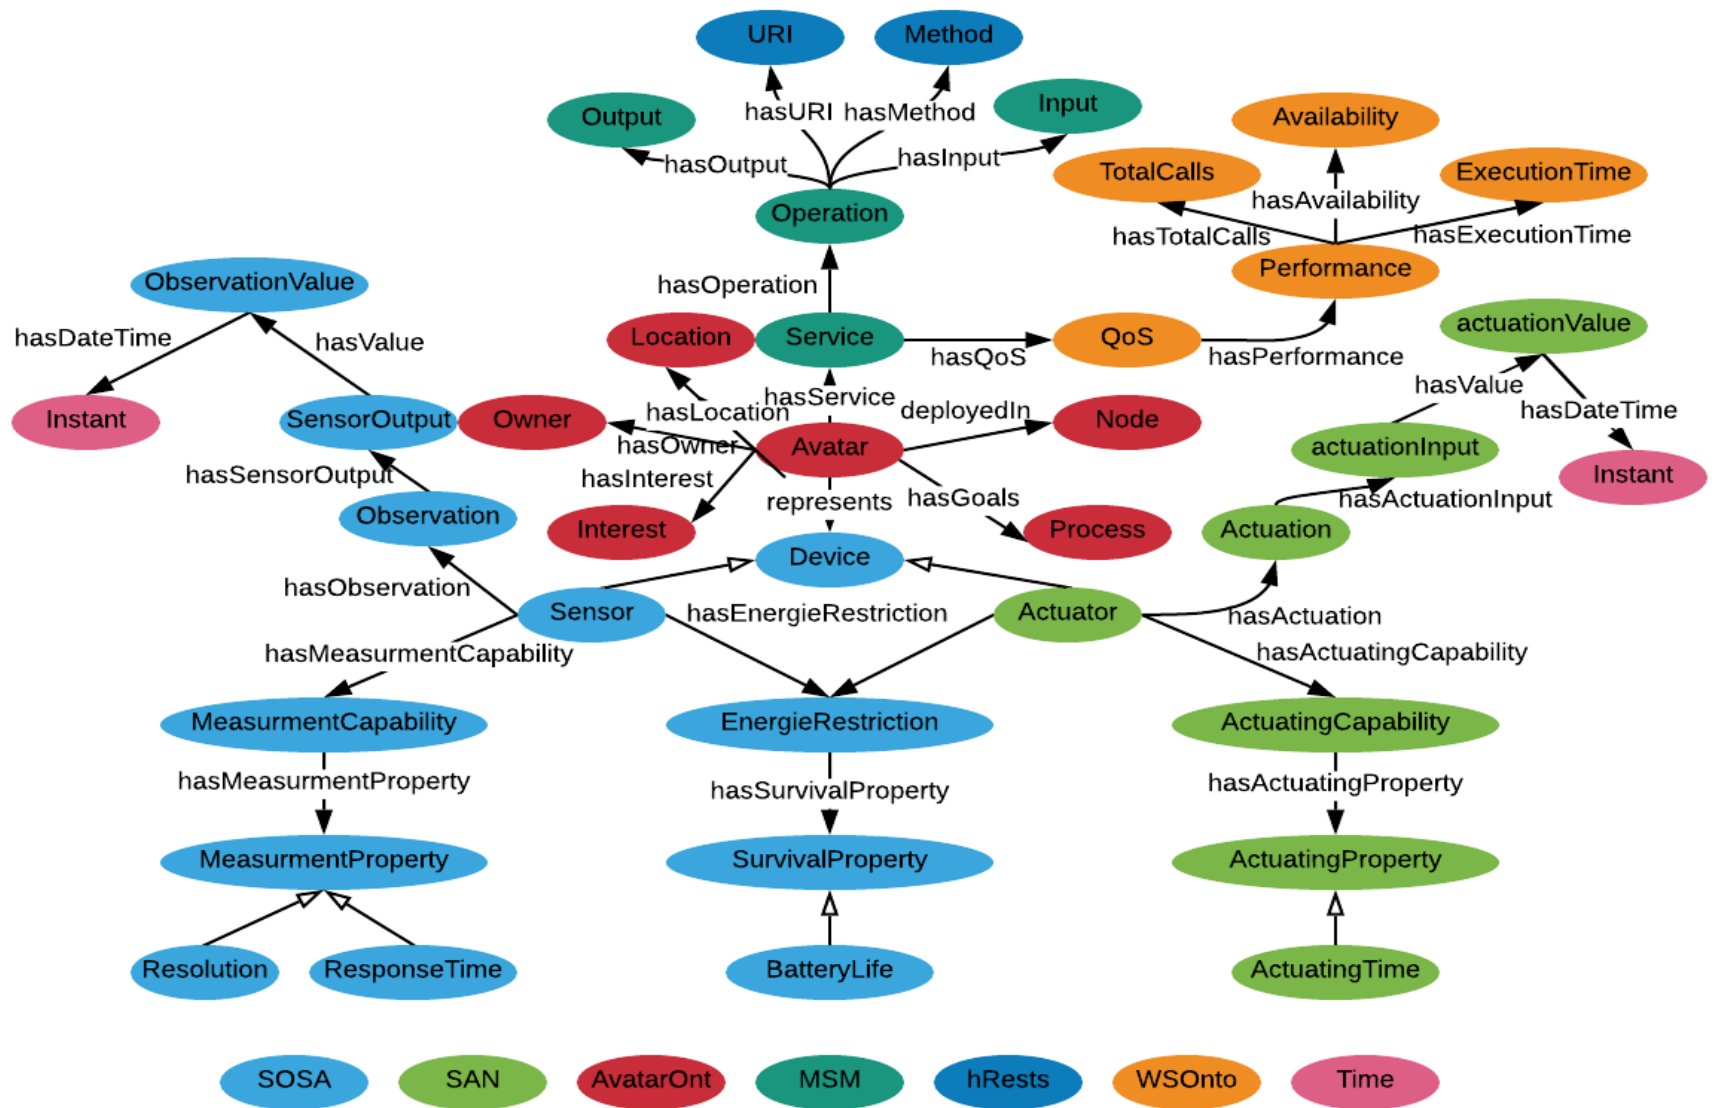 URI
Method
Output
hasURI
hasMethod
Input
Availability
hasOutput
hasInput
TotalCalls
ExecutionTime
Operation
hasAvailability
hasTotalCalls
hasExecutionTime
ObservationValue
hasOperation
Performance
hasDateTime
hasValue
Location
Service
hasQoS
QoS
hasPerformance
actuationValue
Instant
SensorOutput
Owner
hasLocation
hasService
deployedIn
Node
hasValue
hasDateTime
hasOwner
Avatar
actuationInput
hasSensorOutput
hasInterest
represents
hasGoals
hasActuationInput
Instant
Observation
Interest
Device
Process
Actuation
hasObservation
Sensor
hasEnergieRestriction
Actuator
hasActuation
hasMeasurmentCapability
hasActuatingCapability
MeasurmentCapability
EnergieRestriction
ActuatingCapability
hasMeasurmentProperty
hasSurvivalProperty
hasActuatingProperty
MeasurmentProperty
SurvivalProperty
ActuatingProperty
Resolution
ResponseTime
BatteryLife
ActuatingTime
SOSA
SAN
AvatarOnt
MSM
hRests
WSOnto
Time